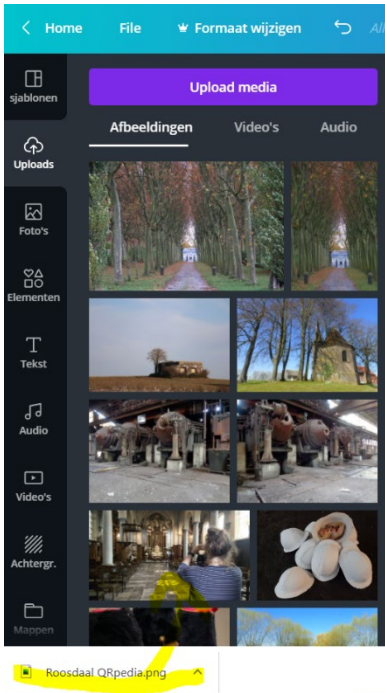 Home File Formaat wijzigen All
sjablonen
Upload media
Afbeeldingen Video's Audio
Uploads
Foto's
Elementen
Tekst
Audio
Video's
Achtergr.
Mappen
Roosdaal QRpedia.png